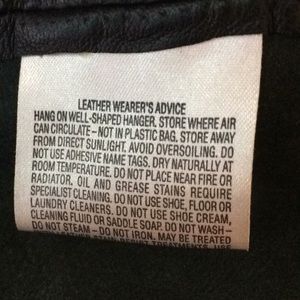 LEATHER WEARER'S ADVICE
HANG ON WELL-SHAPED HANGER, STORE WHERE AIR
CAN CIRCULATE – NOT IN PLASTIC BAG. STORE AWAY
FROM DIRECT SUNLIGHT. AVOID OVERSOILING. DO
NOT USE ADHESIVE NAME TAGS. DRY NATURALLY AT
ROOM TEMPERATURE. DO NOT PLACE NEAR FIRE OR
RADIATOR. OIL AND GREASE STAINS REQUIRE
SPECIALIST CLEANING. DO NOT USE SHOE, FLOOR OR
LAUNDRY CLEANERS. DO NOT USE SHOE CREAM,
CLEANING FLUID OR SADDLE SOAP. DO NOT WASH –
DO NOT STEAM – DO NOT IRON. MAY BE TREATED
STAIN